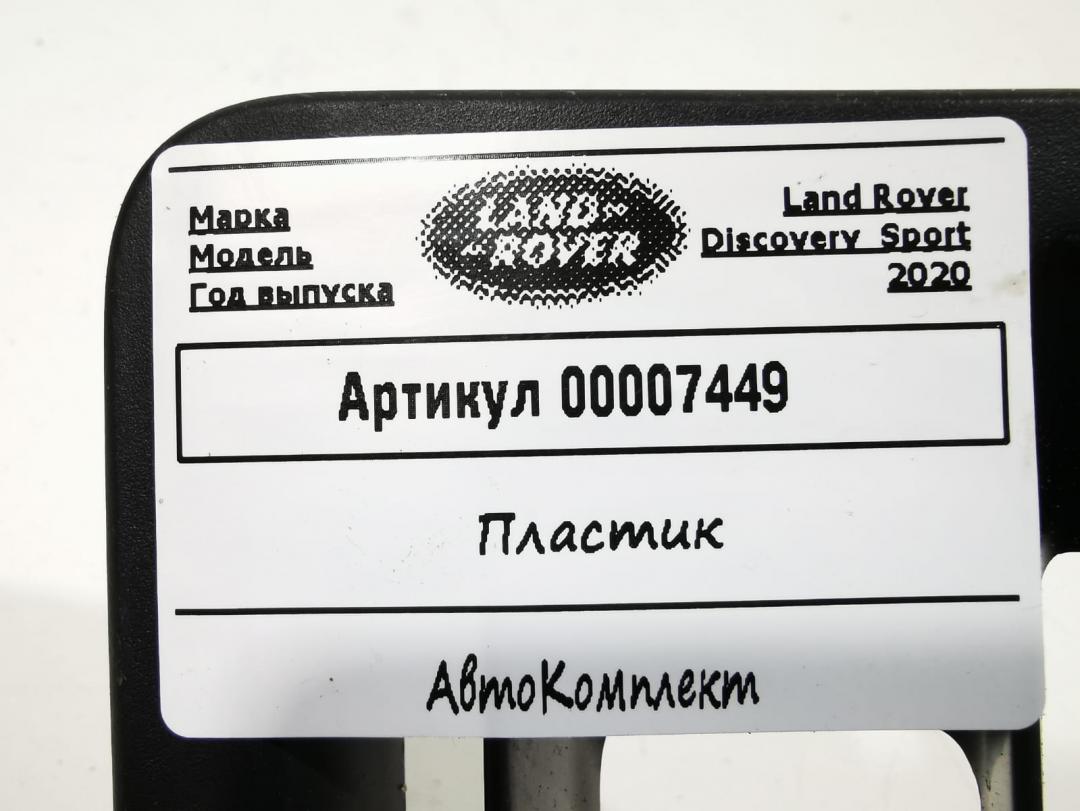 Марка Land Rover
Модель Discovery Sport
Год выпуска 2020
LAND-
-ROVER
Артикул 00007449
Пластик
АвтоКомплект